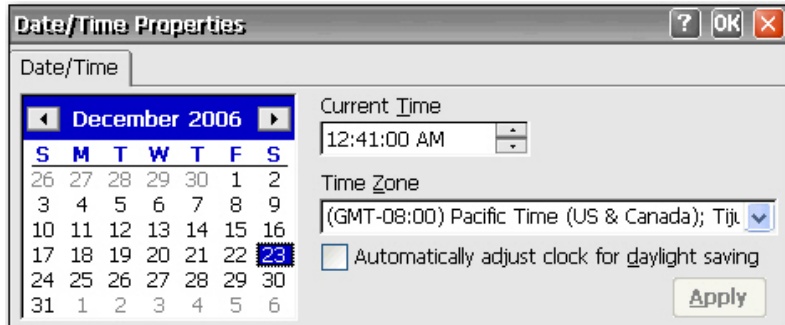 Date/Time Properties ? OK X
Date/Time
December 2006
S M T W T F S
26 27 28 29 30 1 2
3 4 5 6 7 8 9
10 11 12 13 14 15 16
17 18 19 20 21 22 23
24 25 26 27 28 29 30
31 1 2 3 4 5 6
Current Time
12:41:00 AM
Time Zone
(GMT-08:00) Pacific Time (US & Canada); Tiju
Automatically adjust clock for daylight saving
Apply